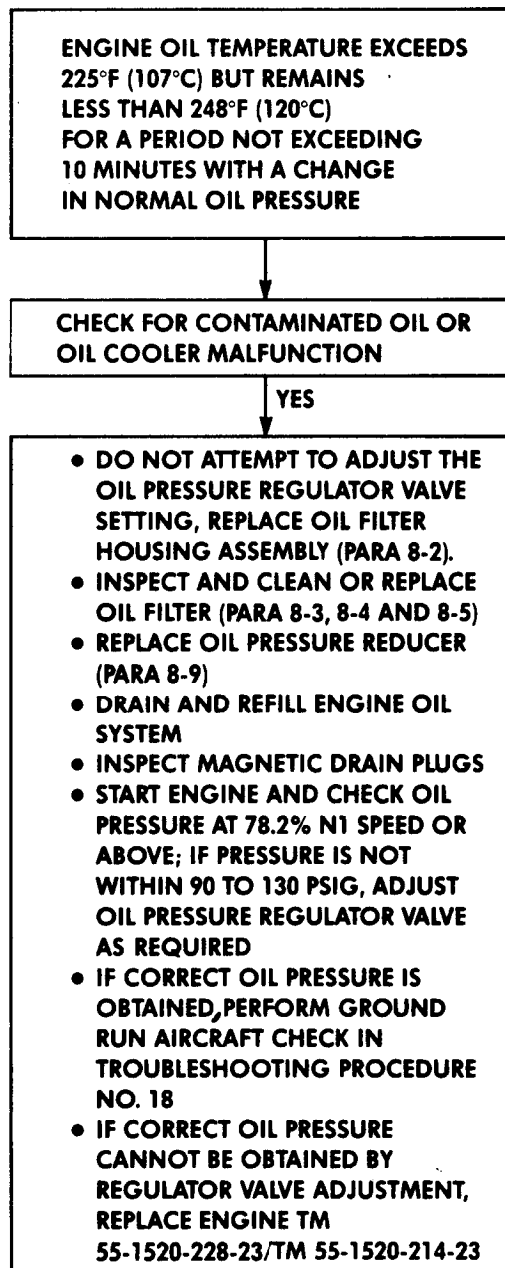 ENGINE OIL TEMPERATURE EXCEEDS
225°F (107°C) BUT REMAINS
LESS THAN 248°F (120°C)
FOR A PERIOD NOT EXCEEDING
10 MINUTES WITH A CHANGE
IN NORMAL OIL PRESSURE
CHECK FOR CONTAMINATED OIL OR
OIL COOLER MALFUNCTION
YES
• DO NOT ATTEMPT TO ADJUST THE
OIL PRESSURE REGULATOR VALVE
SETTING, REPLACE OIL FILTER
HOUSING ASSEMBLY (PARA 8-2).
• INSPECT AND CLEAN OR REPLACE
OIL FILTER (PARA 8-3, 8-4 AND 8-5)
• REPLACE OIL PRESSURE REDUCER
(PARA 8-9)
• DRAIN AND REFILL ENGINE OIL
SYSTEM
• INSPECT MAGNETIC DRAIN PLUGS
• START ENGINE AND CHECK OIL
PRESSURE AT 78.2% N1 SPEED OR
ABOVE; IF PRESSURE IS NOT
WITHIN 90 TO 130 PSIG, ADJUST
OIL PRESSURE REGULATOR VALVE
AS REQUIRED
• IF CORRECT OIL PRESSURE IS
OBTAINED, PERFORM GROUND
RUN AIRCRAFT CHECK IN
TROUBLESHOOTING PROCEDURE
NO. 18
• IF CORRECT OIL PRESSURE
CANNOT BE OBTAINED BY
REGULATOR VALVE ADJUSTMENT,
REPLACE ENGINE TM
55-1520-228-23/TM 55-1520-214-23